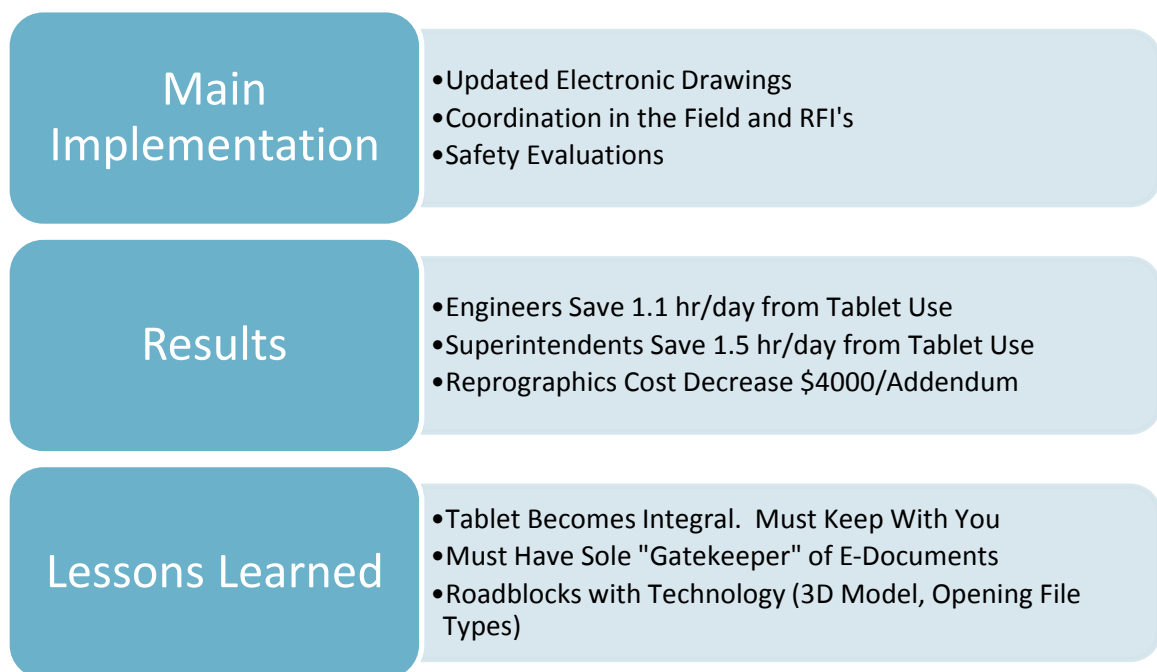 Main
Implementation
•Updated Electronic Drawings
•Coordination in the Field and RFI's
•Safety Evaluations
Results
•Engineers Save 1.1 hr/day from Tablet Use
•Superintendents Save 1.5 hr/day from Tablet Use
•Reprographics Cost Decrease $4000/Addendum
Lessons Learned
•Tablet Becomes Integral.  Must Keep With You
•Must Have Sole "Gatekeeper" of E-Documents
•Roadblocks with Technology (3D Model, Opening File
Types)